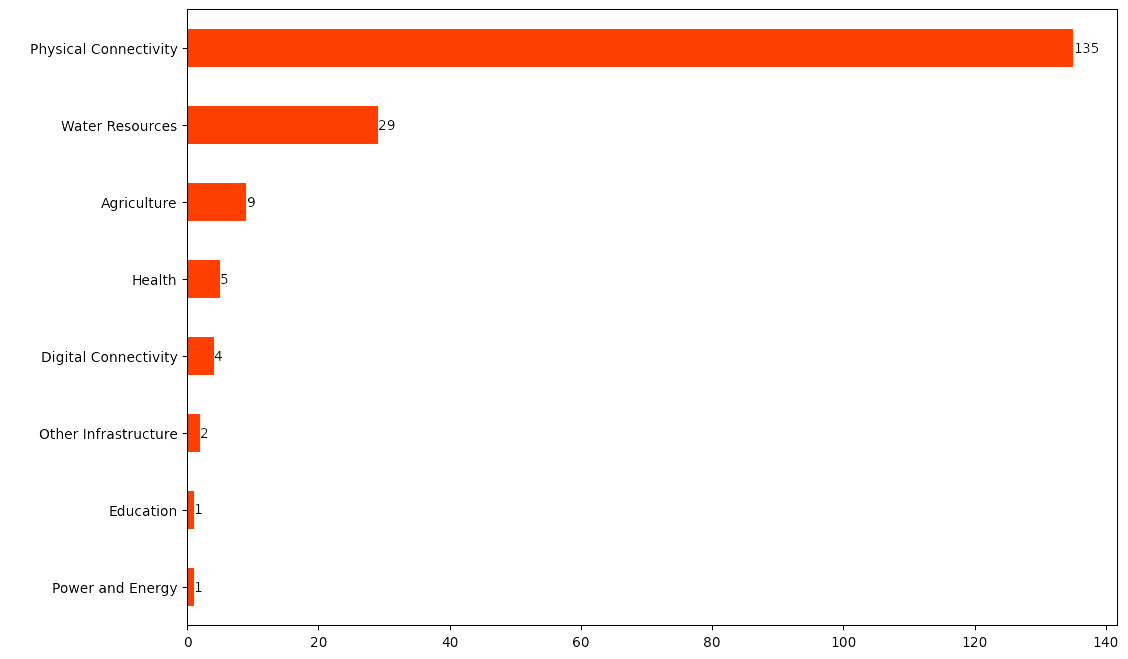 Physical Connectivity 135
Water Resources 29
Agriculture 9
Health 5
Digital Connectivity 4
Other Infrastructure 2
Education 1
Power and Energy 1
0 20 40 60 80 100 120 140